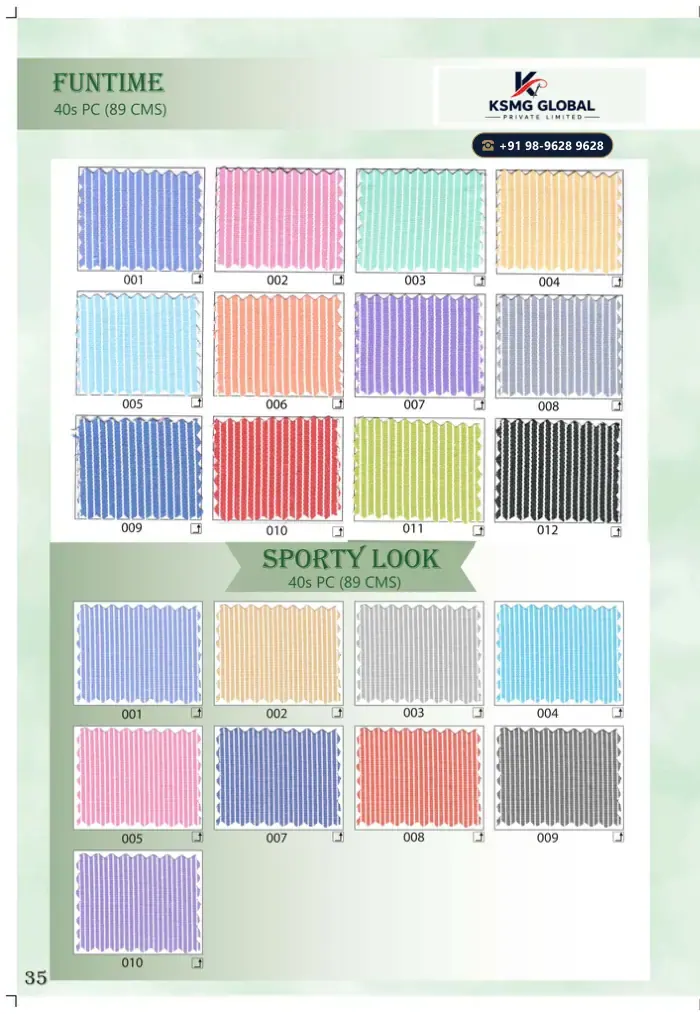 FUNTIME
40s PC (89 CMS)
KSMG GLOBAL
PRIVATE LIMITED
+91 98-9628 9628
001 002 003 004
005 006 007 008
009 010 011 012
SPORTY LOOK
40s PC (89 CMS)
001 002 003 004
005 007 008 009
010
35